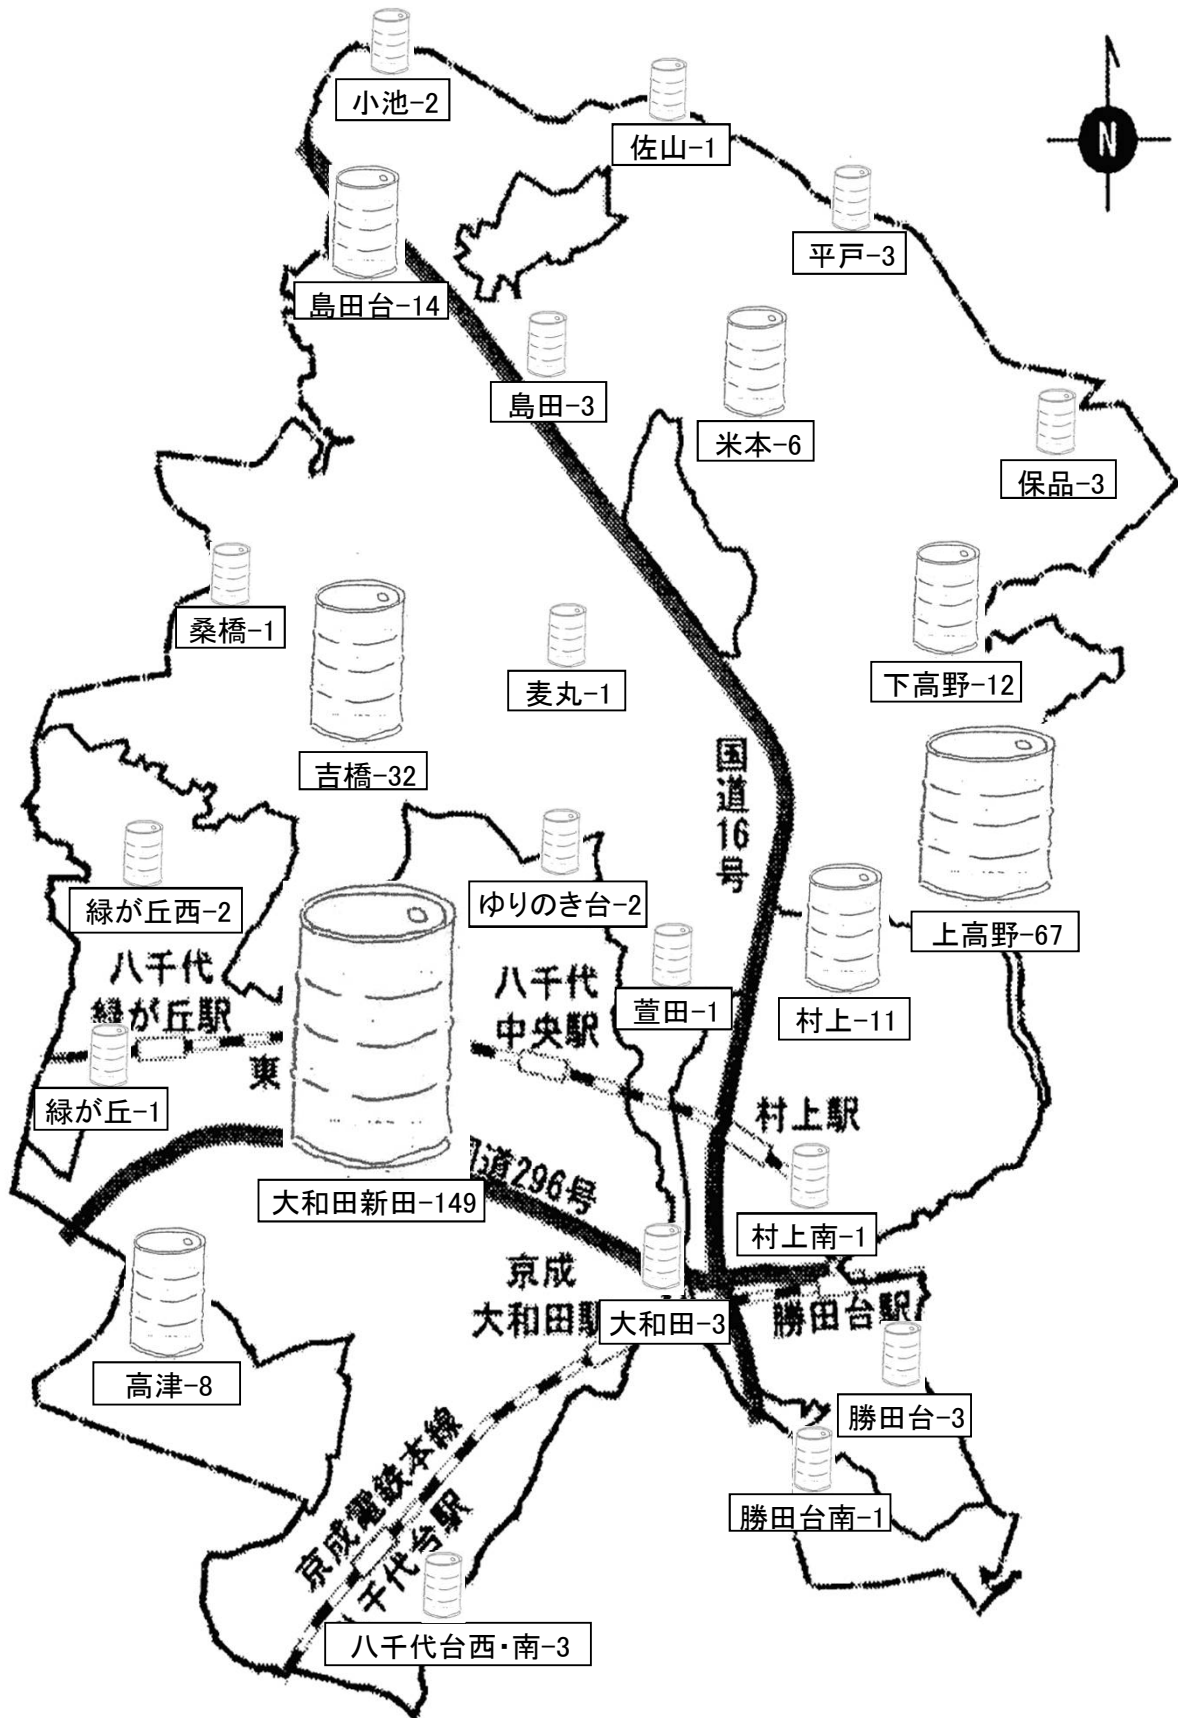 小池-2
佐山-1
N
平戸-3
島田台-14
島田-3
米本-6
保品-3
桑橋-1
麦丸-1
下高野-12
吉橋-32
国道16号
緑が丘西-2
ゆりのき台-2
上高野-67
八千代
緑が丘駅
八千代
中央駅
萱田-1
村上-11
東
緑が丘-1
村上駅
道296号
大和田新田-149
村上南-1
京成
大和田駅
大和田-3
勝田台駅
高津-8
勝田台-3
京成電鉄本線
八千代台駅
勝田台南-1
八千代台西・南-3